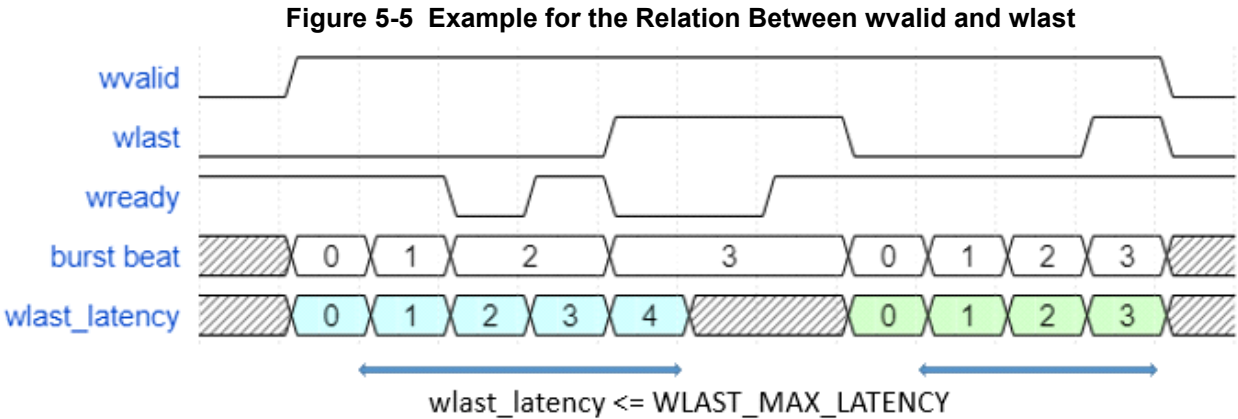 Figure 5-5 Example for the Relation Between wvalid and wlast
wvalid
wlast
wready
burst beat 0 1 2 3 0 1 2 3
wlast_latency 0 1 2 3 4 0 1 2 3
wlast_latency <= WLAST_MAX_LATENCY